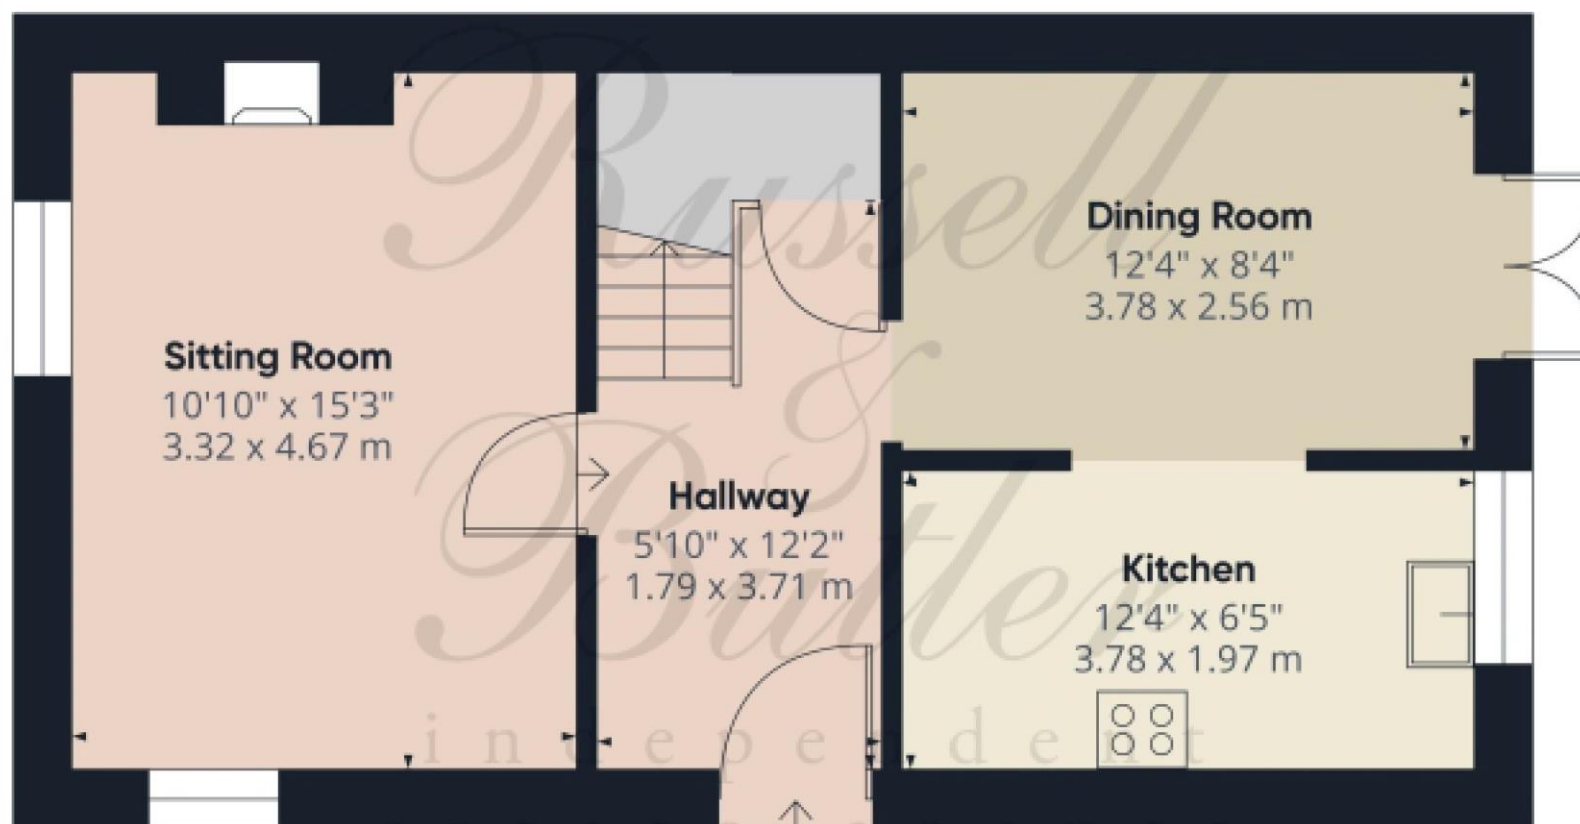 Sitting Room
10'10" x 15'3"
3.32 x 4.67 m
Hallway
5'10" x 12'2"
1.79 x 3.71 m
Dining Room
12'4" x 8'4"
3.78 x 2.56 m
Kitchen
12'4" x 6'5"
3.78 x 1.97 m
Russell
&
Butler
independent